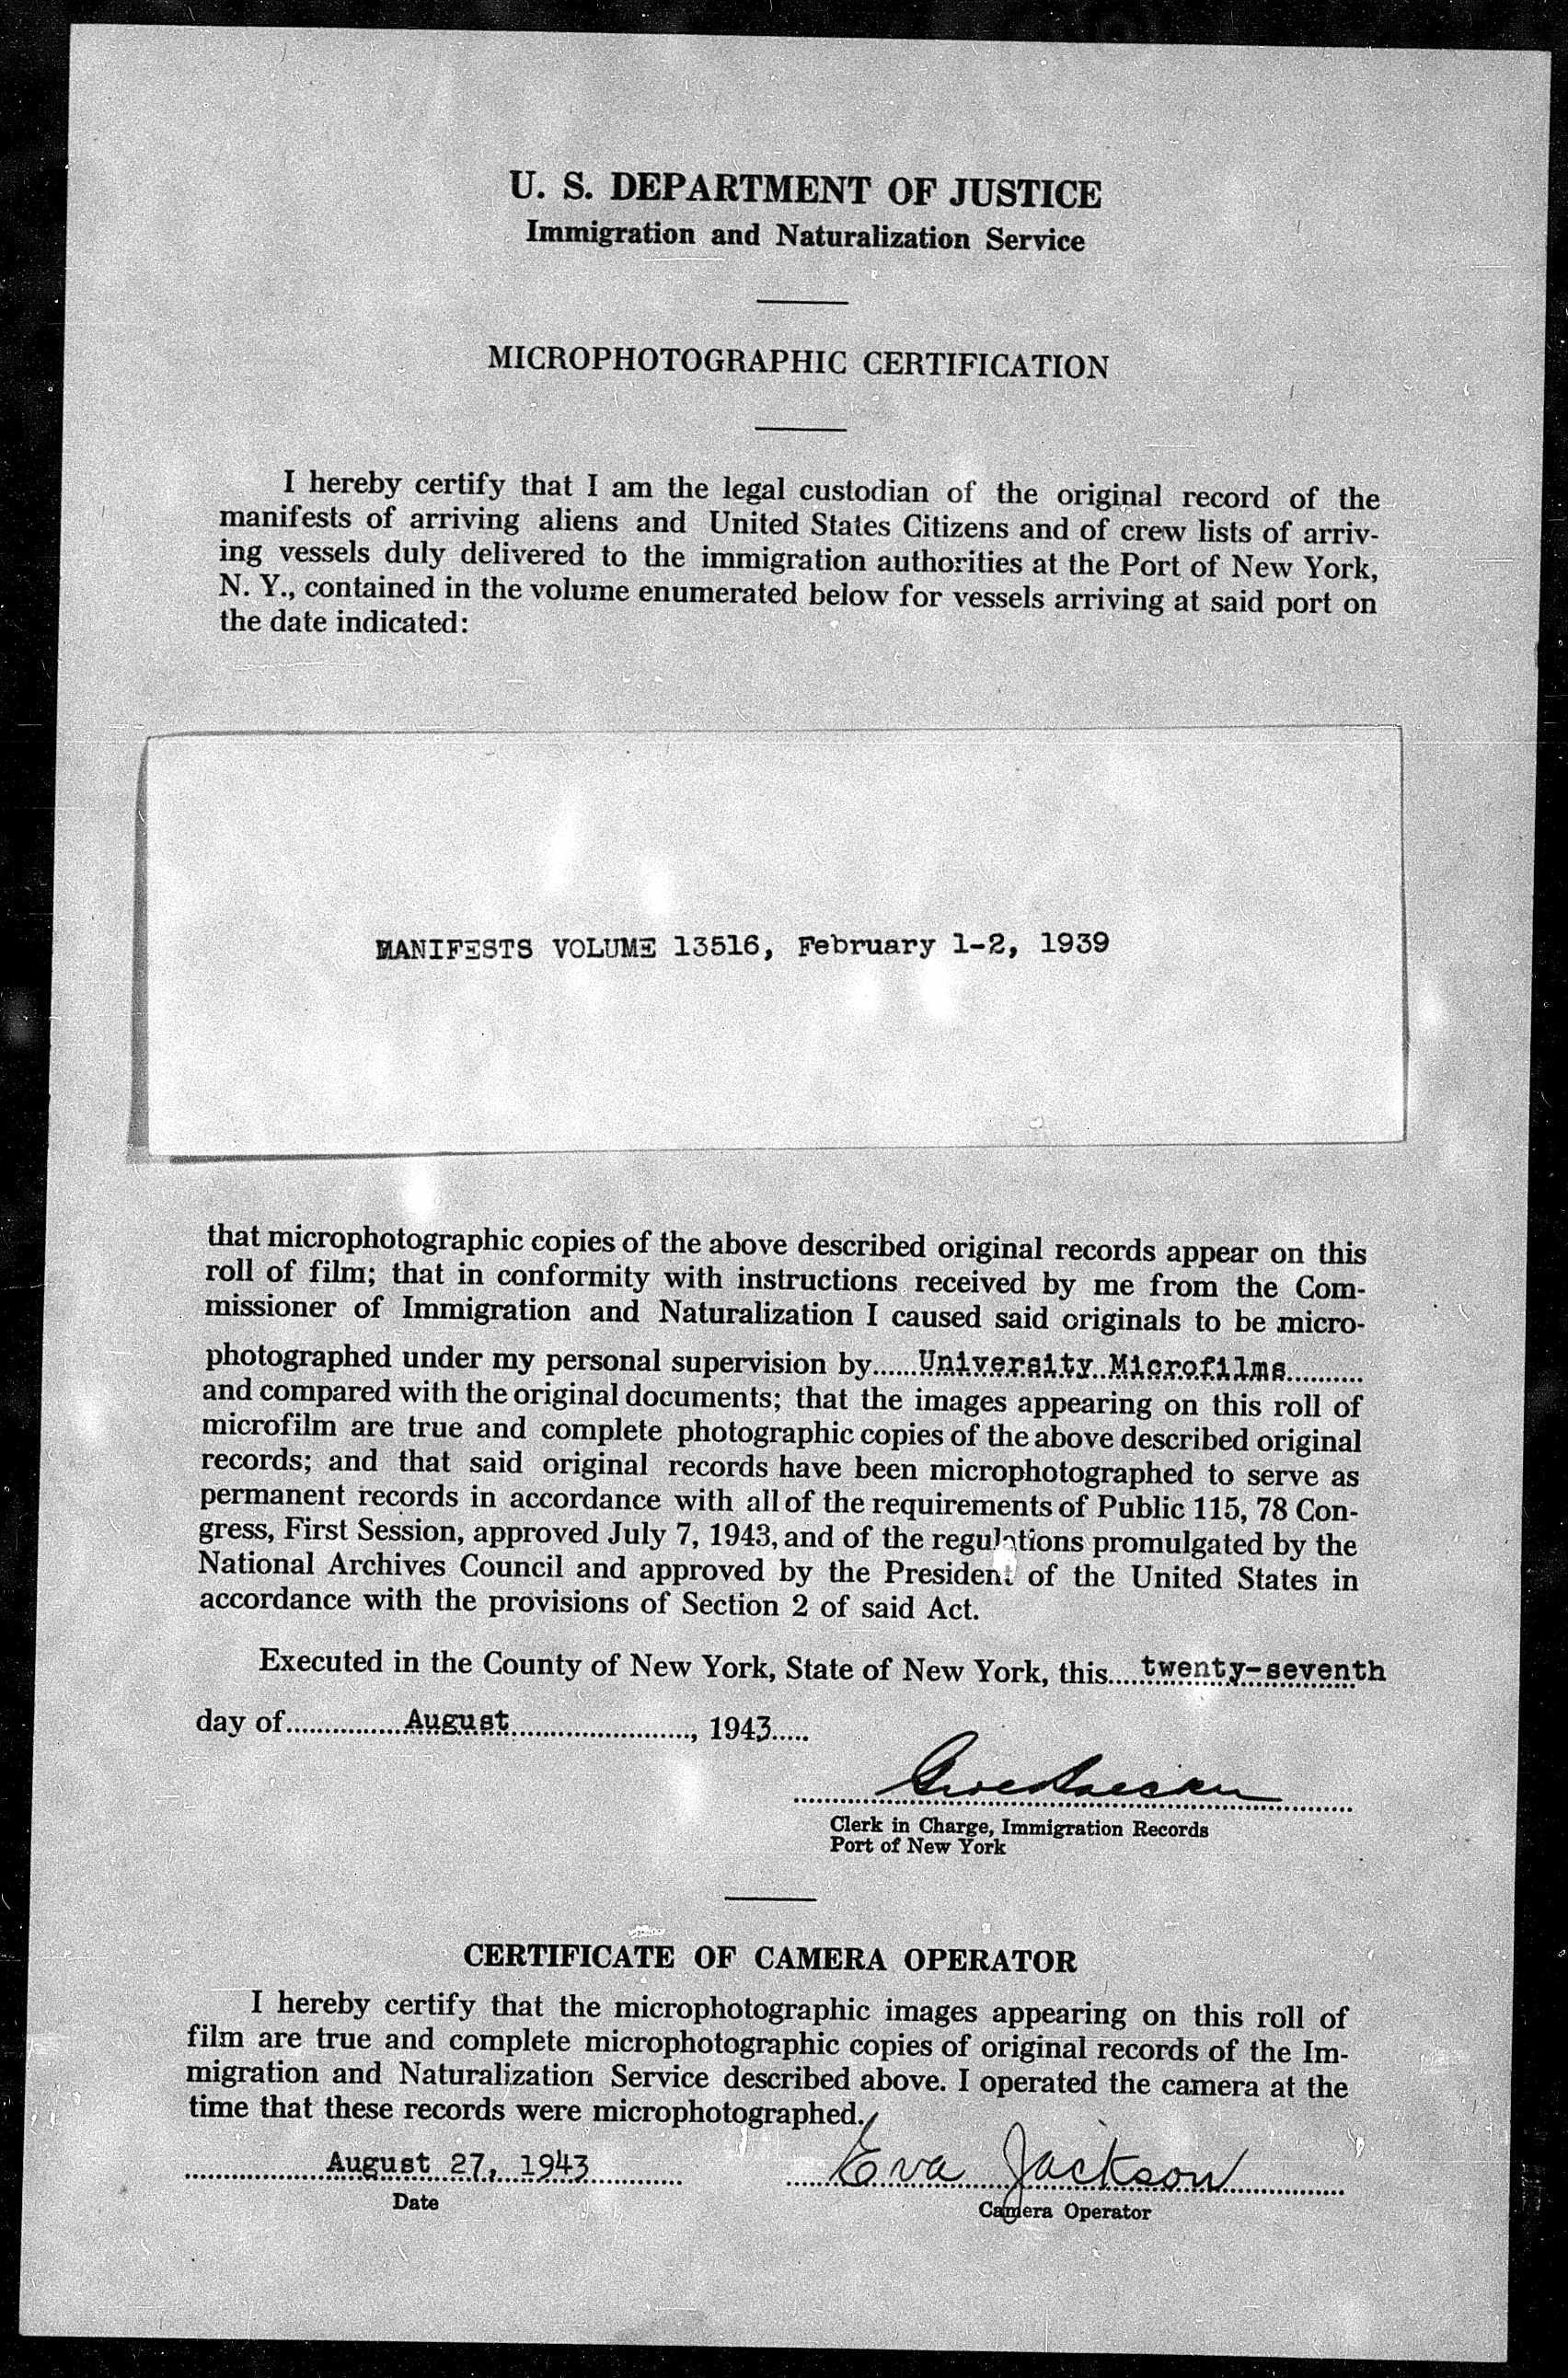 U. S. DEPARTMENT OF JUSTICE
Immigration and Naturalization Service
MICROPHOTOGRAPHIC CERTIFICATION
I hereby certify that I am the legal custodian of the original record of the
manifests of arriving aliens and United States Citizens and of crew lists of arriv-
ing vessels duly delivered to the immigration authorities at the Port of New York,
N. Y., contained in the volume enumerated below for vessels arriving at said port on
the date indicated:
MANIFESTS VOLUME 13516, February 1-2, 1939
that microphotographic copies of the above described original records appear on this
roll of film; that in conformity with instructions received by me from the Com-
missioner of Immigration and Naturalization I caused said originals to be micro-
photographed under my personal supervision by......University Microfilms..........
and compared with the original documents; that the images appearing on this roll of
microfilm are true and complete photographic copies of the above described original
records; and that said original records have been microphotographed to serve as
permanent records in accordance with all of the requirements of Public 115, 78 Con-
gress, First Session, approved July 7, 1943, and of the regulations promulgated by the
National Archives Council and approved by the President of the United States in
accordance with the provisions of Section 2 of said Act.
Executed in the County of New York, State of New York, this....twenty-seventh
day of...............August........................, 1943.....
Clerk in Charge, Immigration Records
Port of New York
CERTIFICATE OF CAMERA OPERATOR
I hereby certify that the microphotographic images appearing on this roll of
film are true and complete microphotographic copies of original records of the Im-
migration and Naturalization Service described above. I operated the camera at the
time that these records were microphotographed.
August 27, 1943
Eva Jackson
Date
Camera Operator